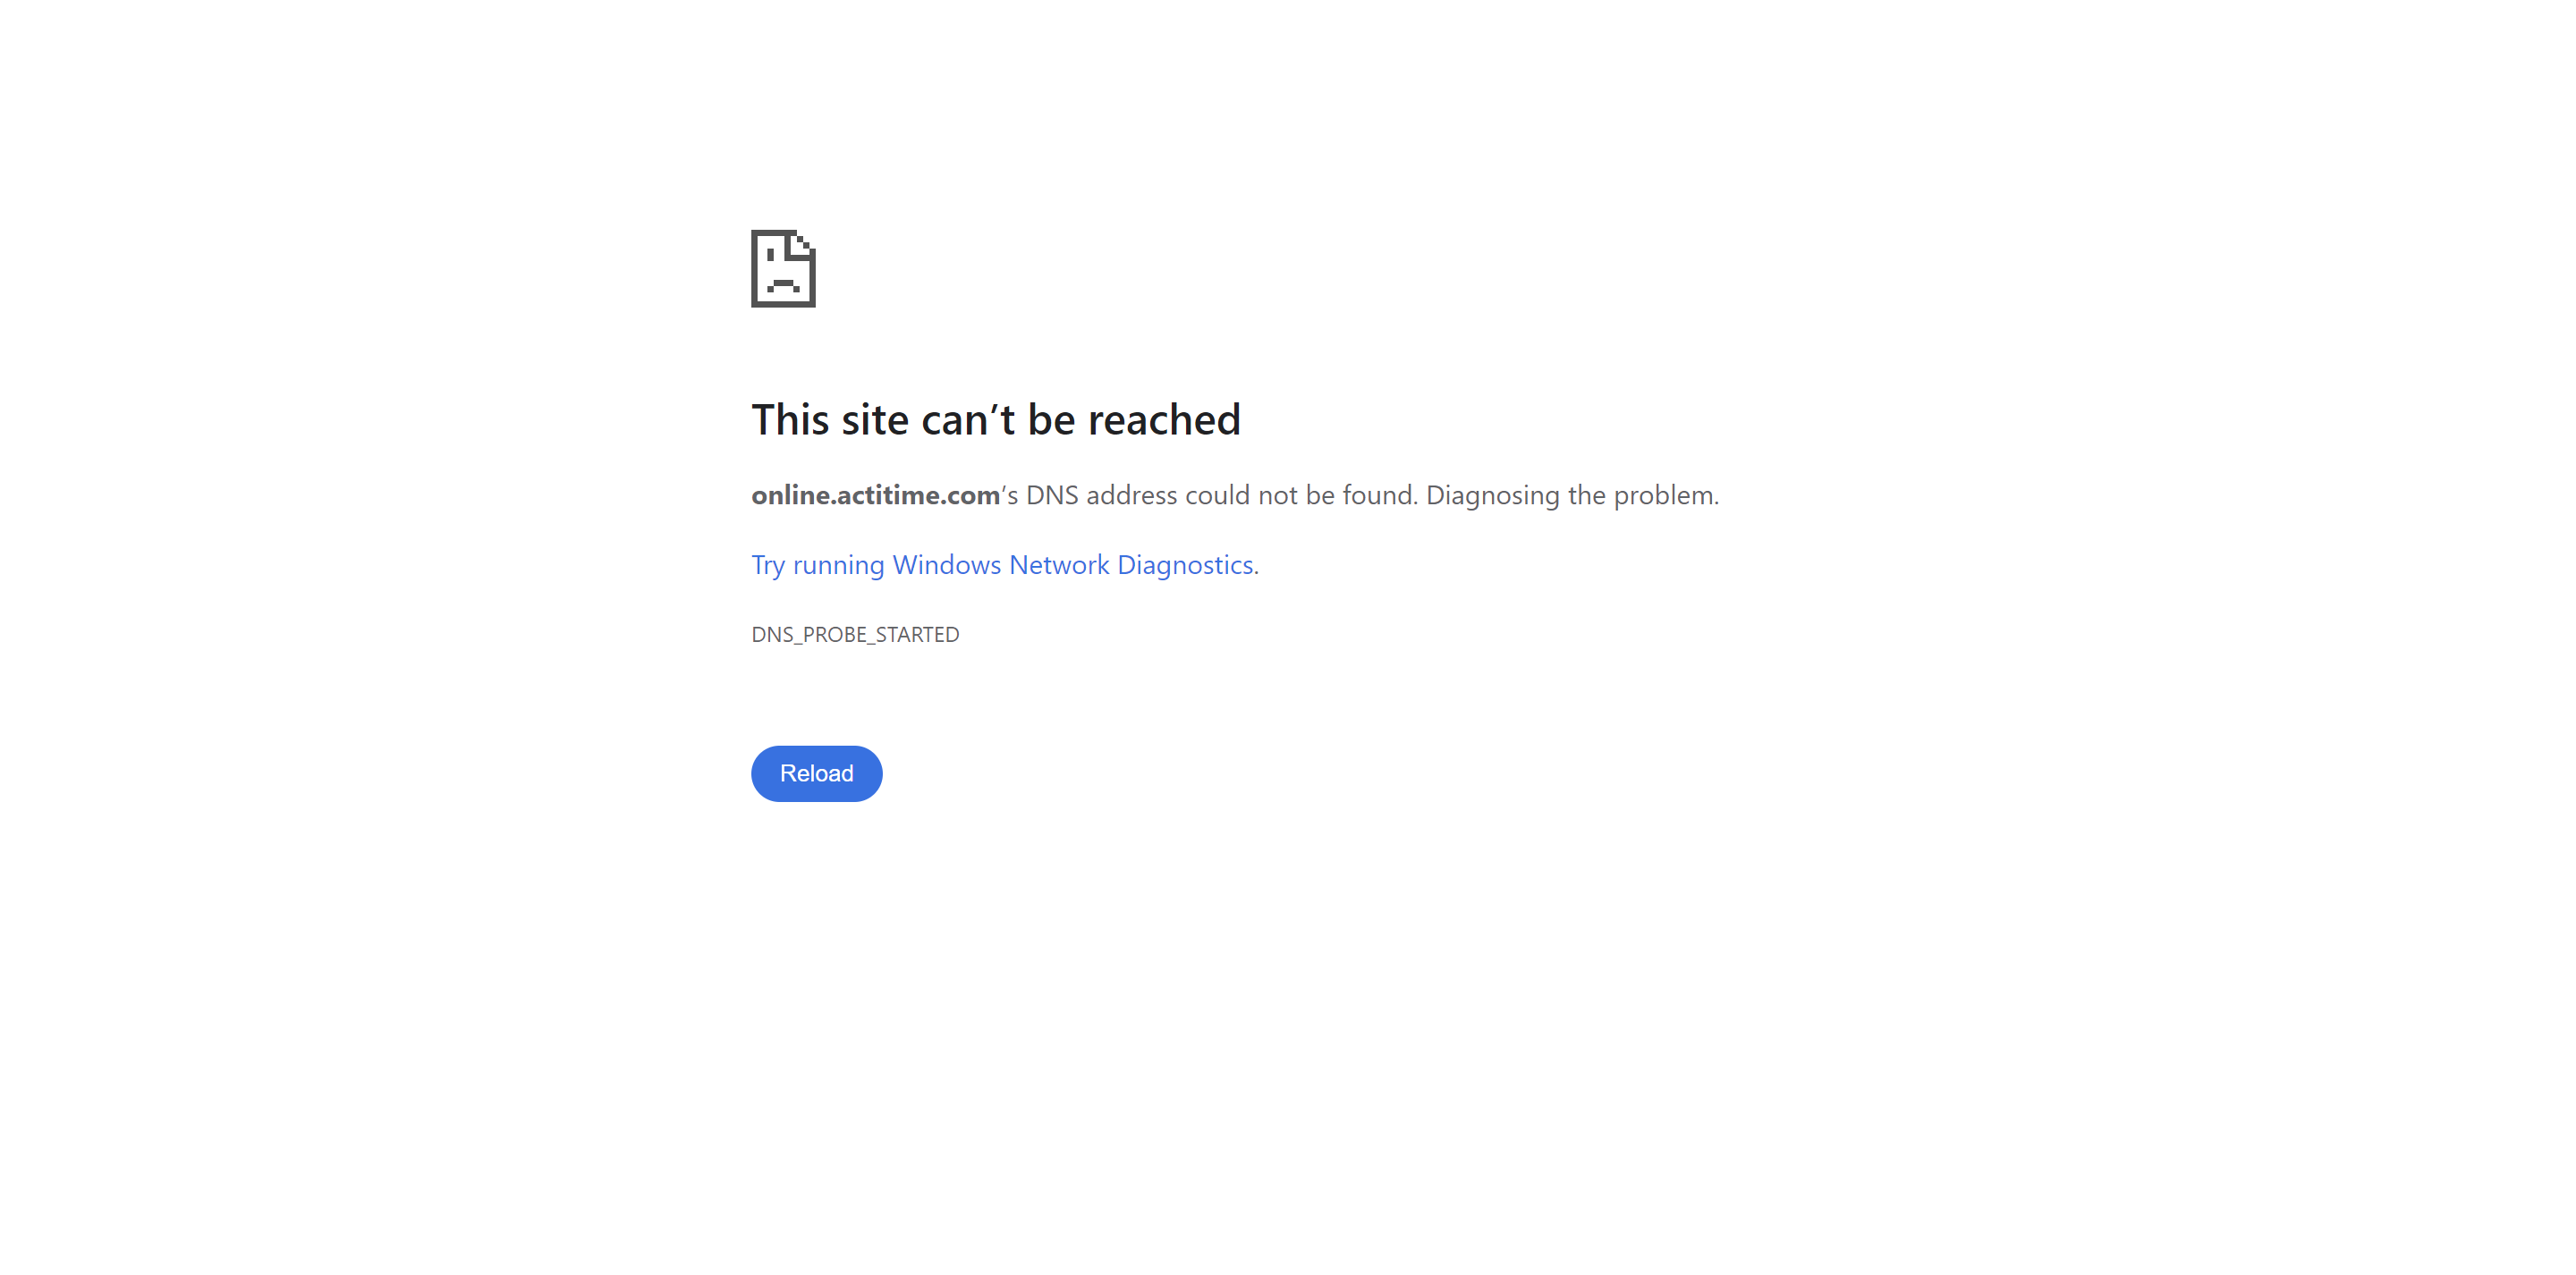 This site can’t be reached
online.actitime.com’s DNS address could not be found. Diagnosing the problem.
Try running Windows Network Diagnostics.
DNS_PROBE_STARTED
Reload